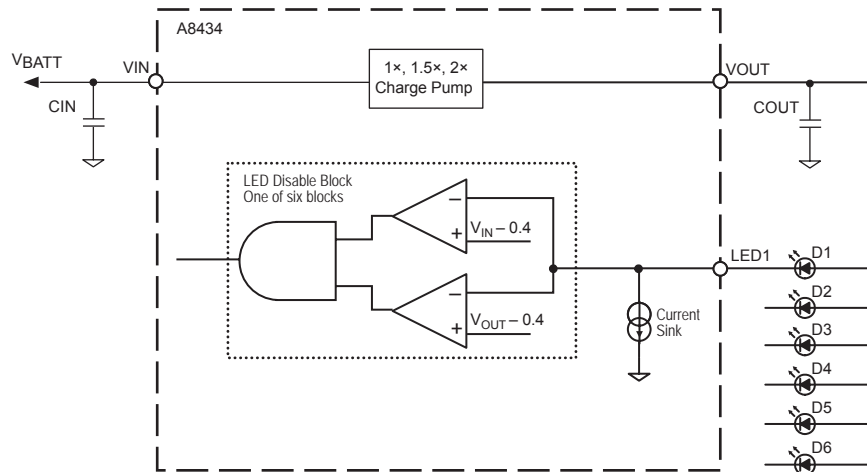 A8434
VBATT
VIN
CIN
1×, 1.5×, 2×
Charge Pump
VOUT
COUT
LED Disable Block
One of six blocks
–
+
VIN – 0.4
–
+
VOUT – 0.4
LED1
Current
Sink
D1
D2
D3
D4
D5
D6